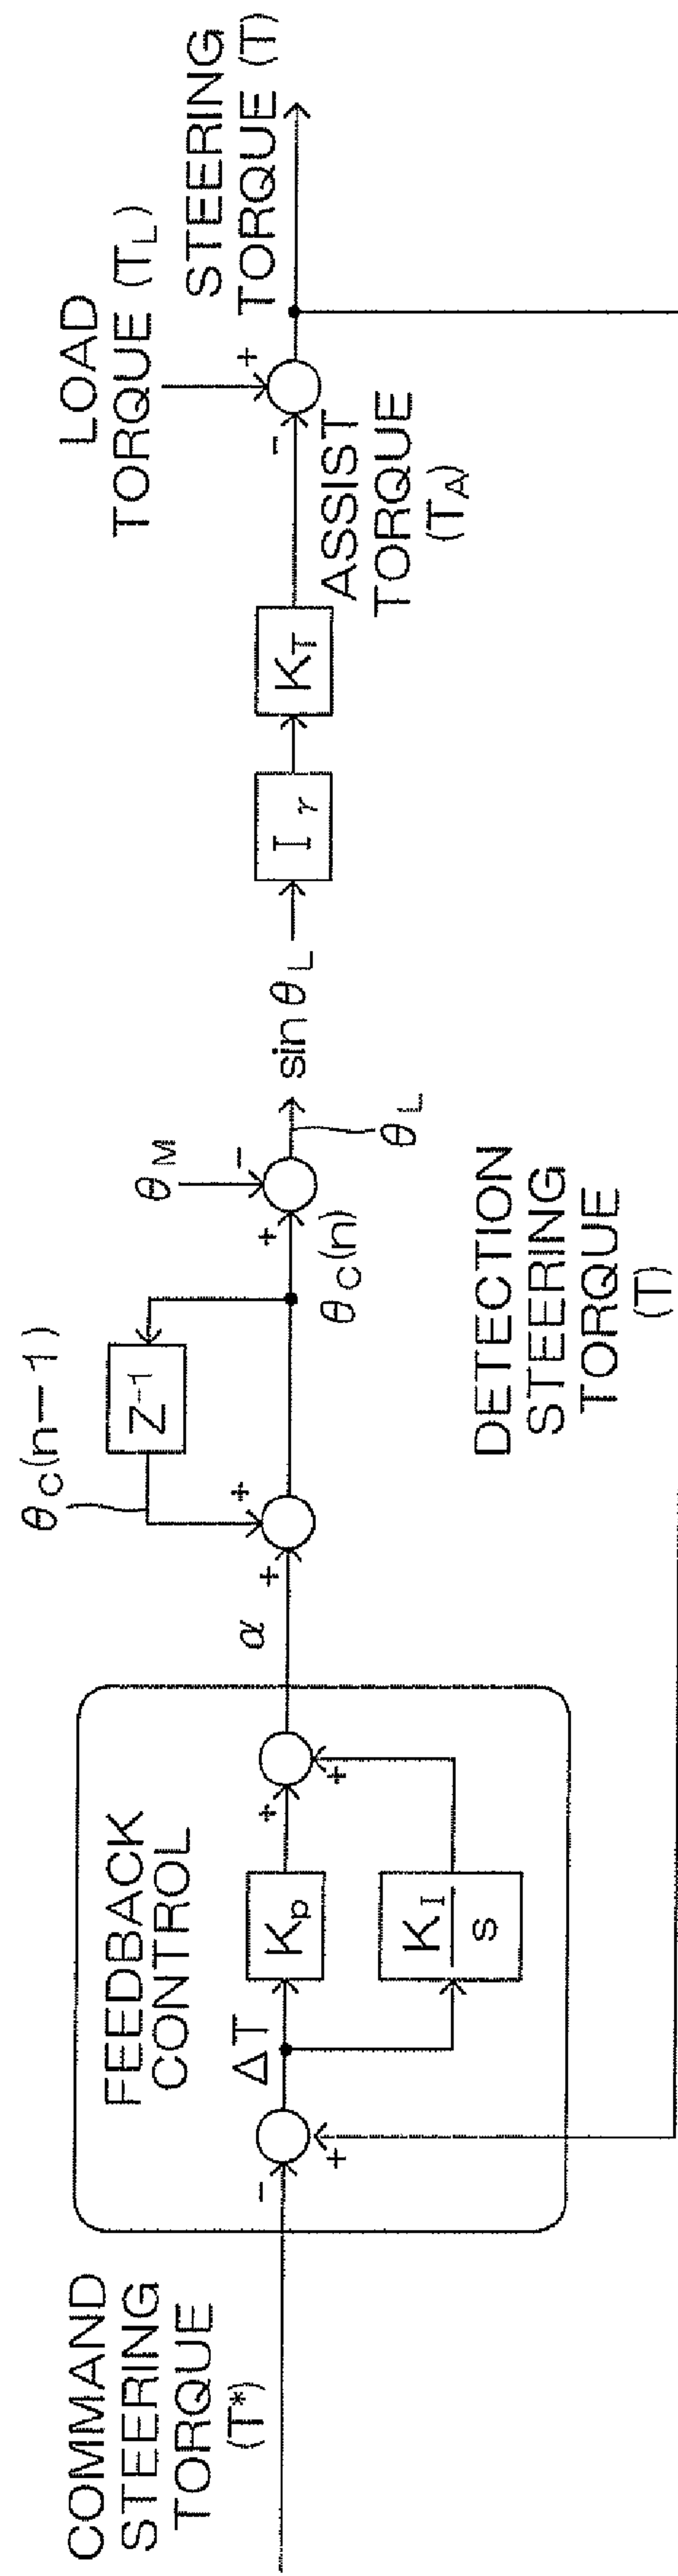 COMMAND
STEERING
TORQUE
(T*)
FEEDBACK
CONTROL
−
+
ΔT
Kp
KI
s
+
+
α
+
+
θC(n−1)
Z⁻¹
θC(n)
+
−
θM
θL
sin θL
Iγ
KT
ASSIST
TORQUE
(TA)
−
+
LOAD
TORQUE (TL)
STEERING
TORQUE (T)
DETECTION
STEERING
TORQUE
(T)